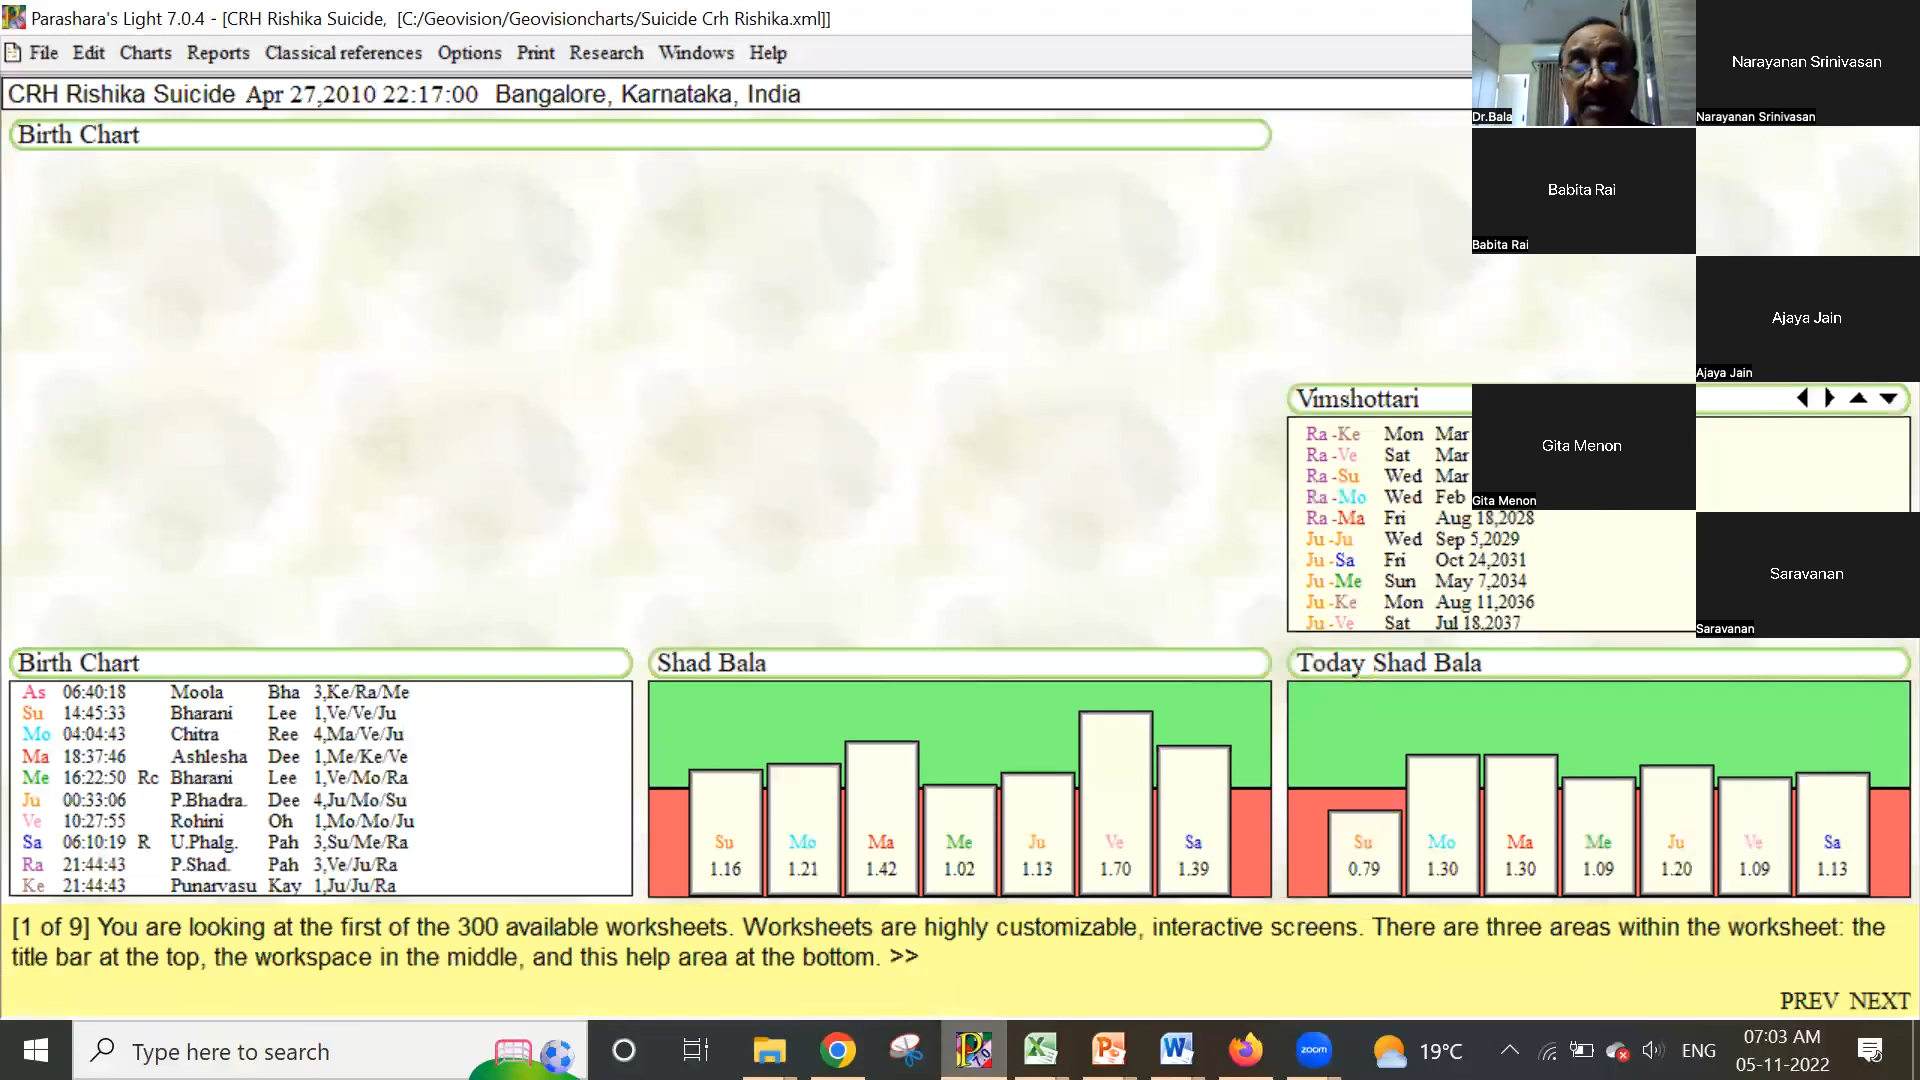 Parashara's Light 7.0.4 - [CRH Rishika Suicide,  [C:/Geovision/Geovisioncharts/Suicide Crh Rishika.xml]]
File Edit Charts Reports Classical references Options Print Research Windows Help
CRH Rishika Suicide Apr 27,2010 22:17:00 Bangalore, Karnataka, India
Birth Chart
Dr.Bala
Narayanan Srinivasan
Narayanan Srinivasan
Babita Rai
Babita Rai
Ajaya Jain
Ajaya Jain
Gita Menon
Gita Menon
Saravanan
Saravanan
Vimshottari
Ra -Ke Mon Mar
Ra -Ve Sat Mar
Ra -Su Wed Mar
Ra -Mo Wed Feb
Ra -Ma Fri Aug 18,2028
Ju -Ju Wed Sep 5,2029
Ju -Sa Fri Oct 24,2031
Ju -Me Sun May 7,2034
Ju -Ke Mon Aug 11,2036
Ju -Ve Sat Jul 18,2037
Birth Chart
As 06:40:18 Moola Bha 3,Ke/Ra/Me
Su 14:45:33 Bharani Lee 1,Ve/Ve/Ju
Mo 04:04:43 Chitra Ree 4,Ma/Ve/Ju
Ma 18:37:46 Ashlesha Dee 1,Me/Ke/Ve
Me 16:22:50 Rc Bharani Lee 1,Ve/Mo/Ra
Ju 00:33:06 P.Bhadra. Dee 4,Ju/Mo/Su
Ve 10:27:55 Rohini Oh 1,Mo/Mo/Ju
Sa 06:10:19 R U.Phalg. Pah 3,Su/Me/Ra
Ra 21:44:43 P.Shad. Pah 3,Ve/Ju/Ra
Ke 21:44:43 Punarvasu Kay 1,Ju/Ju/Ra
Shad Bala
Su Mo Ma Me Ju Ve Sa
1.16 1.21 1.42 1.02 1.13 1.70 1.39
Today Shad Bala
Su Mo Ma Me Ju Ve Sa
0.79 1.30 1.30 1.09 1.20 1.09 1.13
[1 of 9] You are looking at the first of the 300 available worksheets. Worksheets are highly customizable, interactive screens. There are three areas within the worksheet: the
title bar at the top, the workspace in the middle, and this help area at the bottom. >>
PREV NEXT
Type here to search
zoom
19°C
ENG
07:03 AM
05-11-2022